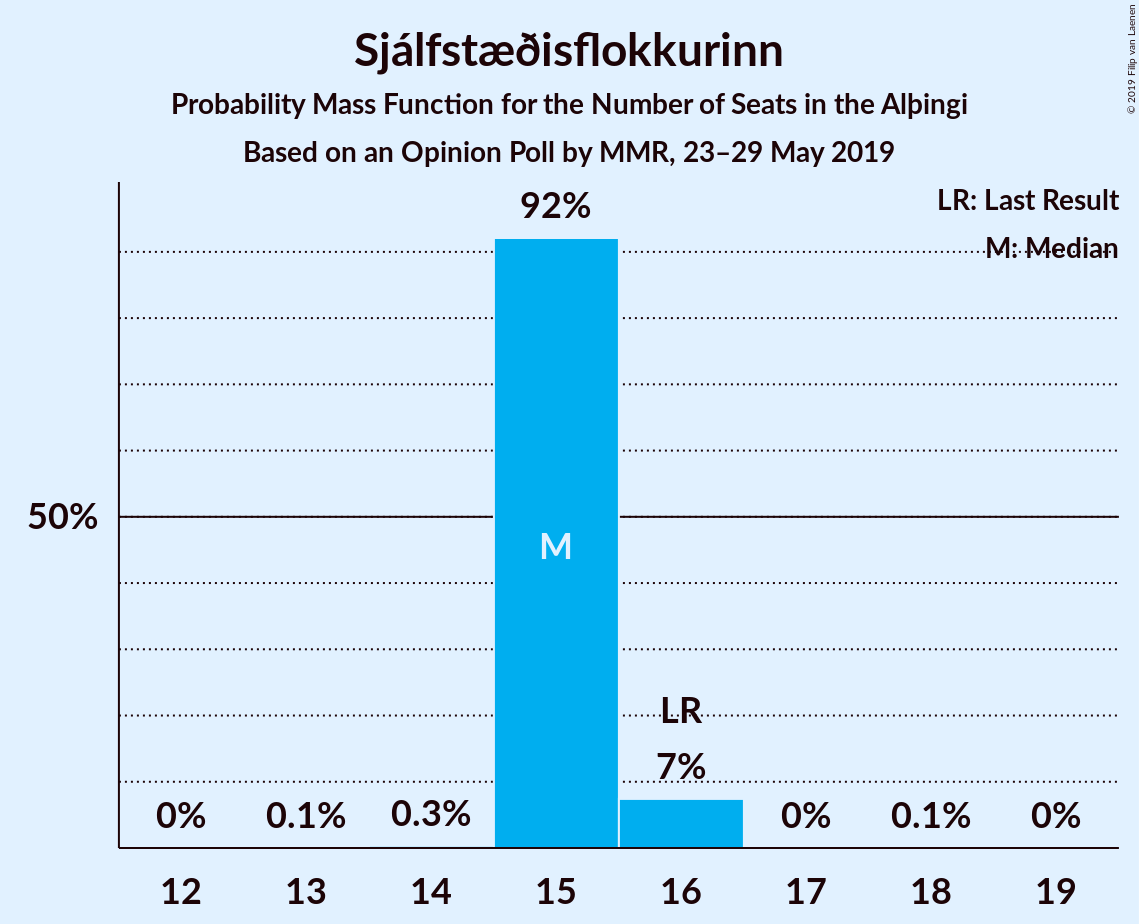 Sjálfstæðisflokkurinn
Probability Mass Function for the Number of Seats in the Alþingi
Based on an Opinion Poll by MMR, 23–29 May 2019
© 2019 Filip van Laenen
LR: Last Result
M: Median
92%
50%
M
LR
7%
0% 0.1% 0.3% 0% 0.1% 0%
12 13 14 15 16 17 18 19